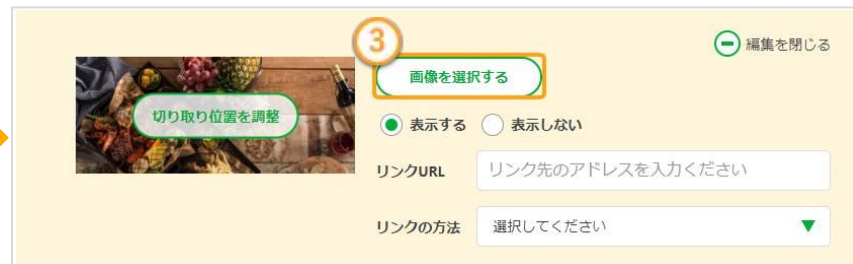 ③
編集を閉じる
画像を選択する
切り取り位置を調整
表示する 表示しない
リンクURL リンク先のアドレスを入力ください
リンクの方法 選択してください